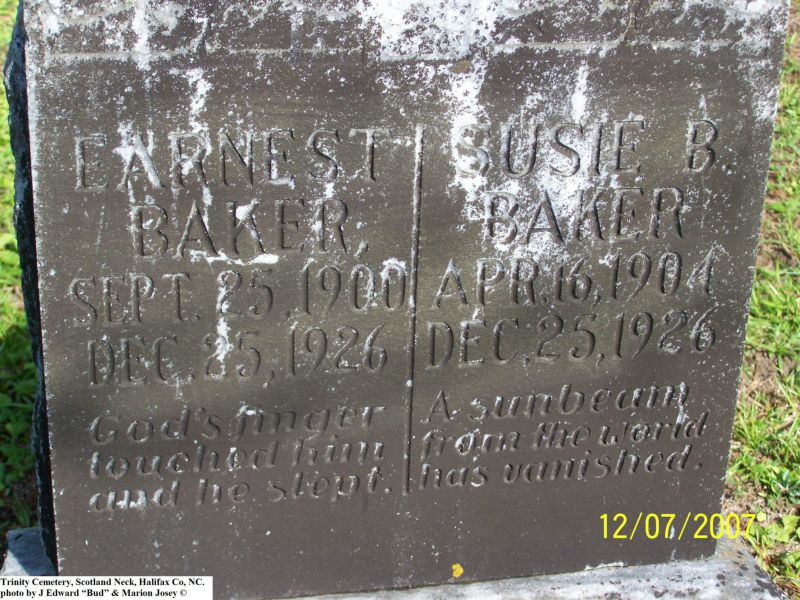 EARNEST
BAKER,
SEPT. 25, 1900
DEC. 25, 1926
God's finger
touched him
and he slept.
SUSIE B.
BAKER
APR. 16, 1904
DEC. 25, 1926
A sunbeam
from the world
has vanished.
12/07/2007
Trinity Cemetery, Scotland Neck, Halifax Co, NC.
photo by J Edward “Bud” & Marion Josey ©